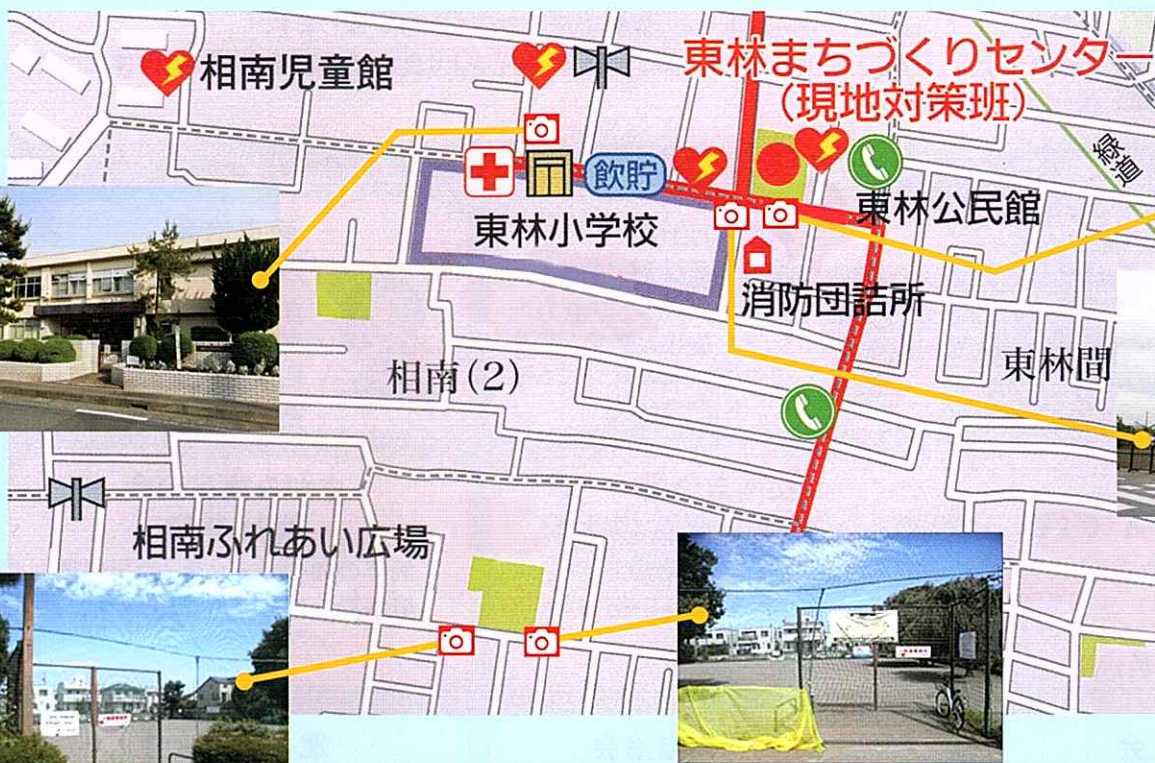 相南児童館
東林まちづくりセンター
(現地対策班)
緑道
飲貯
東林公民館
東林小学校
消防団詰所
東林間
相南(2)
相南ふれあい広場